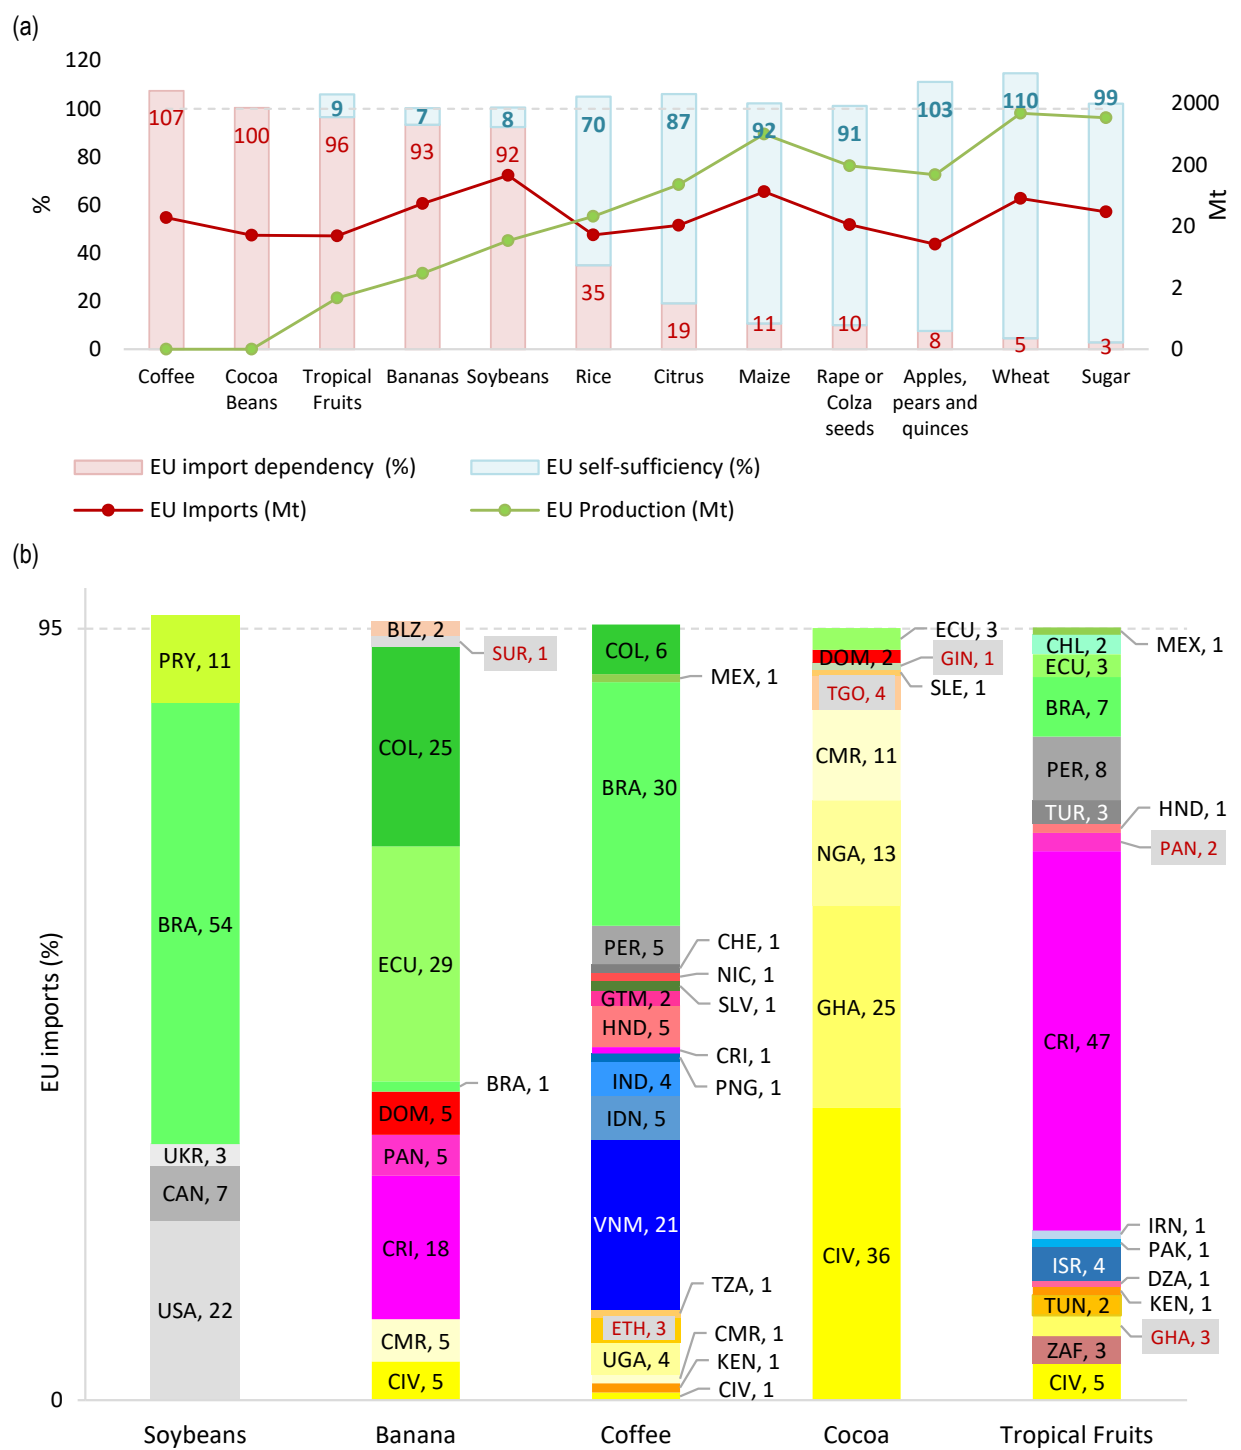 (a)
120
100
80
60
40
20
0
%
2000
200
20
2
0
Mt
107
100
96
93
92
35
19
11
10
8
5
3
9
7
8
70
87
92
91
103
110
99
Coffee
Cocoa
Beans
Tropical
Fruits
Bananas
Soybeans
Rice
Citrus
Maize
Rape or
Colza
seeds
Apples,
pears and
quinces
Wheat
Sugar
EU import dependency (%)
EU self-sufficiency (%)
EU Imports (Mt)
EU Production (Mt)
(b)
95
0
EU imports (%)
PRY, 11
BRA, 54
UKR, 3
CAN, 7
USA, 22
Soybeans
BLZ, 2
SUR, 1
COL, 25
ECU, 29
BRA, 1
DOM, 5
PAN, 5
CRI, 18
CMR, 5
CIV, 5
Banana
COL, 6
MEX, 1
BRA, 30
PER, 5
CHE, 1
NIC, 1
SLV, 1
GTM, 2
HND, 5
CRI, 1
PNG, 1
IND, 4
IDN, 5
VNM, 21
TZA, 1
ETH, 3
UGA, 4
CMR, 1
KEN, 1
CIV, 1
Coffee
ECU, 3
DOM, 2
GIN, 1
SLE, 1
TGO, 4
CMR, 11
NGA, 13
GHA, 25
CIV, 36
Cocoa
MEX, 1
CHL, 2
ECU, 3
BRA, 7
PER, 8
TUR, 3
HND, 1
PAN, 2
CRI, 47
IRN, 1
PAK, 1
ISR, 4
DZA, 1
KEN, 1
TUN, 2
GHA, 3
ZAF, 3
CIV, 5
Tropical Fruits